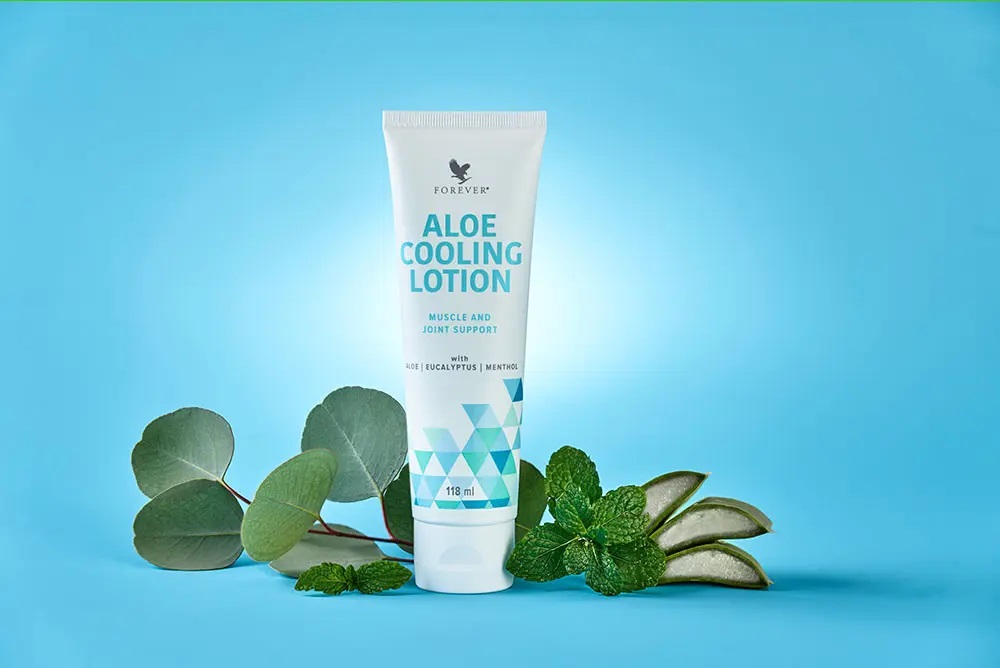 FOREVER®
ALOE
COOLING
LOTION
MUSCLE AND
JOINT SUPPORT
with
ALOE | EUCALYPTUS | MENTHOL
118 ml